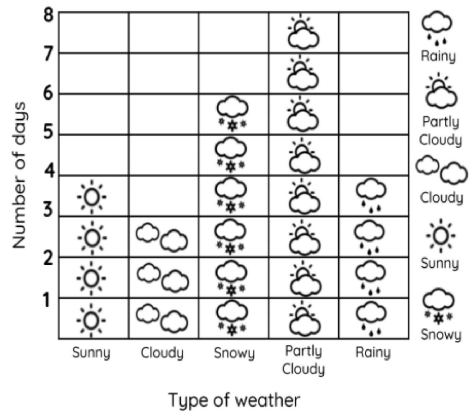 8
7
6
5
4
3
2
1
Number of days
Sunny
Cloudy
Snowy
Partly
Cloudy
Rainy
Type of weather
Rainy
Partly
Cloudy
Cloudy
Sunny
Snowy